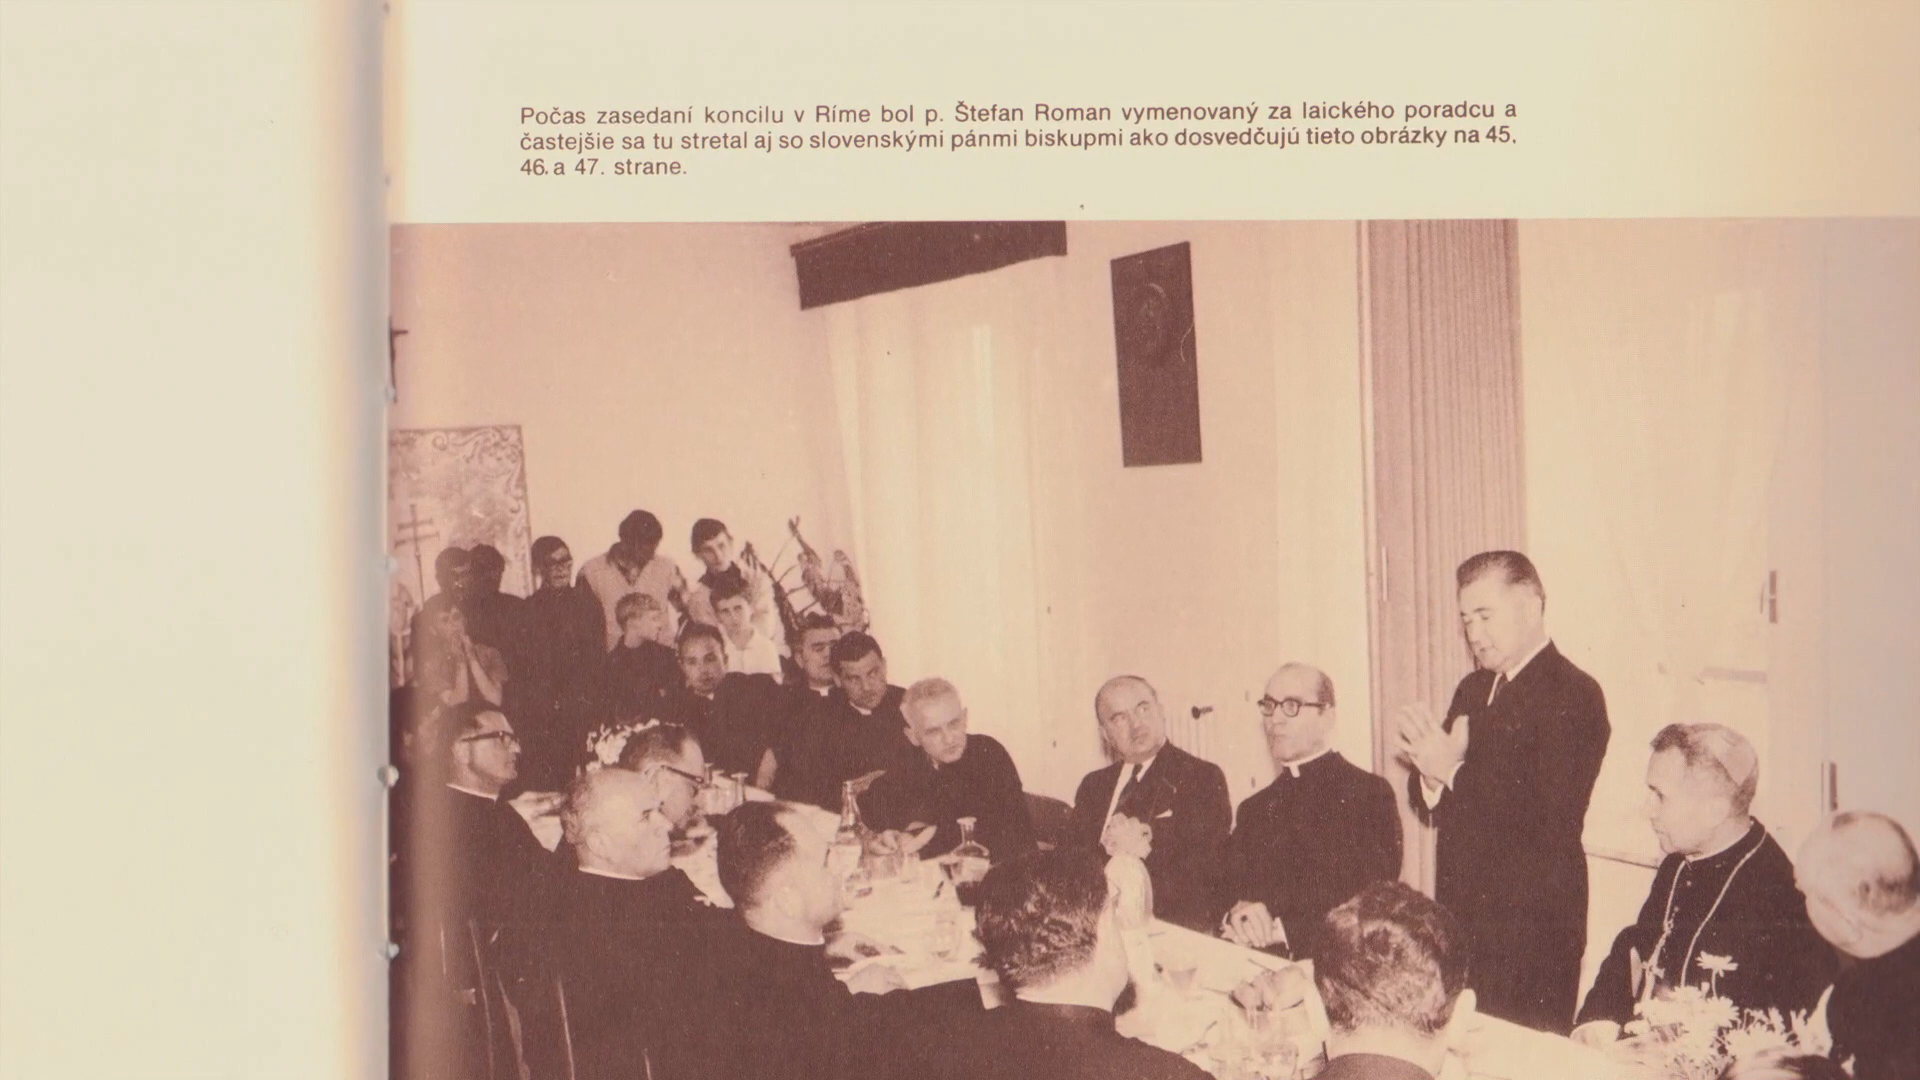 Počas zasedaní koncilu v Ríme bol p. Štefan Roman vymenovaný za laického poradcu a
častejšie sa tu stretal aj so slovenskými pánmi biskupmi ako dosvedčujú tieto obrázky na 45.
46. a 47. strane.